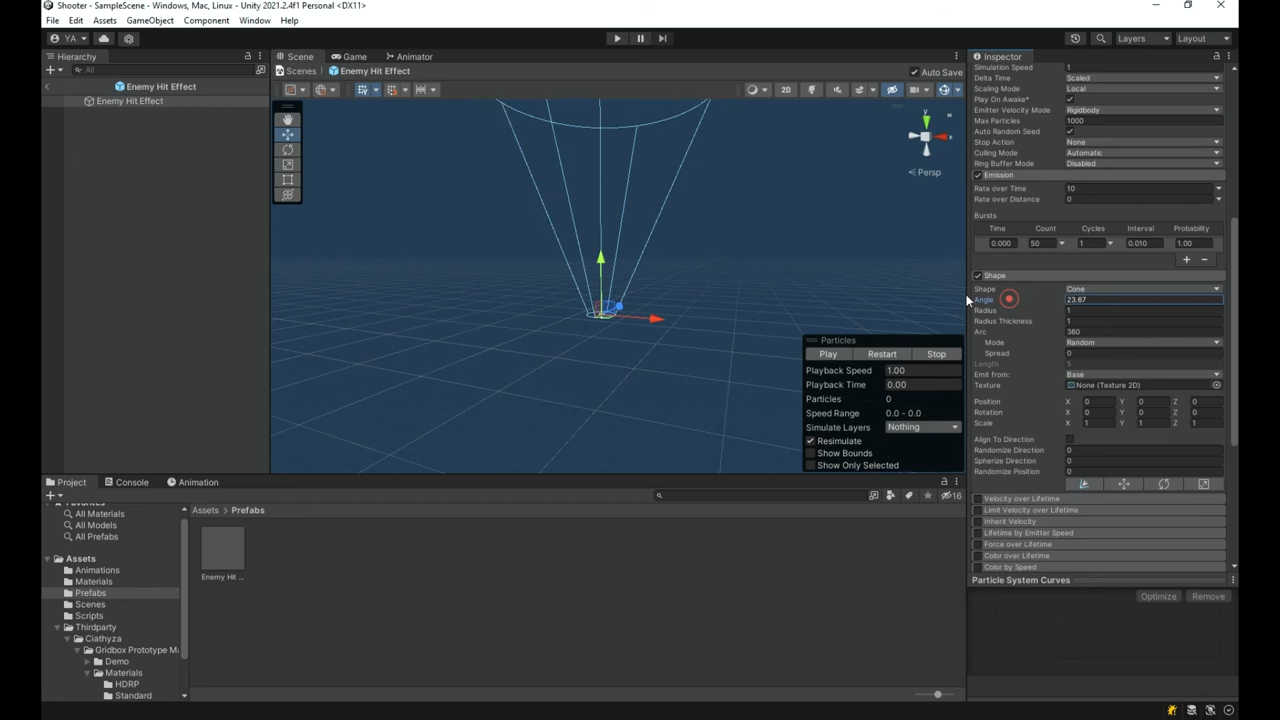 Shooter - SampleScene - Windows, Mac, Linux - Unity 2021.2.4f1 Personal <DX11>
File Edit Assets GameObject Component Window Help
YA Layers Layout
Hierarchy Scene Game Animator Inspector
All Scenes Enemy Hit Effect Auto Save
Enemy Hit Effect
Enemy Hit Effect
2D
y
x
Persp
Simulation Speed 1
Delta Time Scaled
Scaling Mode Local
Play On Awake*
Emitter Velocity Mode Rigidbody
Max Particles 1000
Auto Random Seed
Stop Action None
Culling Mode Automatic
Ring Buffer Mode Disabled
Emission
Rate over Time 10
Rate over Distance 0
Bursts
Time Count Cycles Interval Probability
0.000 50 1 0.010 1.00
Shape
Shape Cone
Angle 23.67
Radius 1
Radius Thickness 1
Arc 360
Mode Random
Spread 0
Length 5
Emit from: Base
Texture None (Texture 2D)
Position X 0 Y 0 Z 0
Rotation X 0 Y 0 Z 0
Scale X 1 Y 1 Z 1
Align To Direction
Randomize Direction 0
Spherize Direction 0
Randomize Position 0
Velocity over Lifetime
Limit Velocity over Lifetime
Inherit Velocity
Lifetime by Emitter Speed
Force over Lifetime
Color over Lifetime
Color by Speed
Particle System Curves
Optimize Remove
Particles
Play Restart Stop
Playback Speed 1.00
Playback Time 0.00
Particles 0
Speed Range 0.0 - 0.0
Simulate Layers Nothing
Resimulate
Show Bounds
Show Only Selected
Project Console Animation
16
Favorites
All Materials
All Models
All Prefabs
Assets
Animations
Materials
Prefabs
Scenes
Scripts
Thirdparty
Ciathyza
Gridbox Prototype Ma
Demo
Materials
HDRP
Standard
Assets > Prefabs
Enemy Hit ...